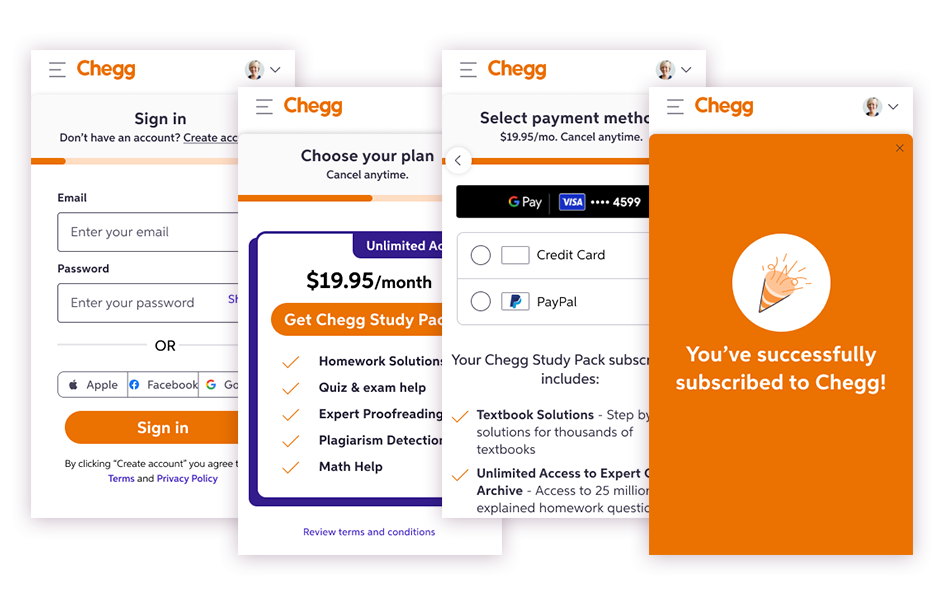 Chegg
Sign in
Don't have an account? Create acc
Email
Enter your email
Password
Enter your password
Sh
OR
Apple
Facebook
Go
Sign in
By clicking “Create account” you agree t
Terms and Privacy Policy
Chegg
Choose your plan
Cancel anytime.
Unlimited Ac
$19.95/month
Get Chegg Study Pac
Homework Solutions
Quiz & exam help
Expert Proofreading
Plagiarism Detection
Math Help
Review terms and conditions
Chegg
Select payment metho
$19.95/mo. Cancel anytime.
G Pay VISA •••• 4599
Credit Card
PayPal
Your Chegg Study Pack subscr
includes:
Textbook Solutions - Step by
solutions for thousands of
textbooks
Unlimited Access to Expert Q
Archive - Access to 25 million
explained homework questio
Chegg
You've successfully
subscribed to Chegg!